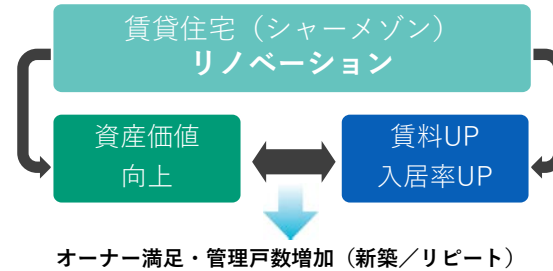 賃貸住宅（シャーメゾン）
リノベーション
資産価値
向上
賃料UP
入居率UP
オーナー満足・管理戸数増加（新築／リピート）